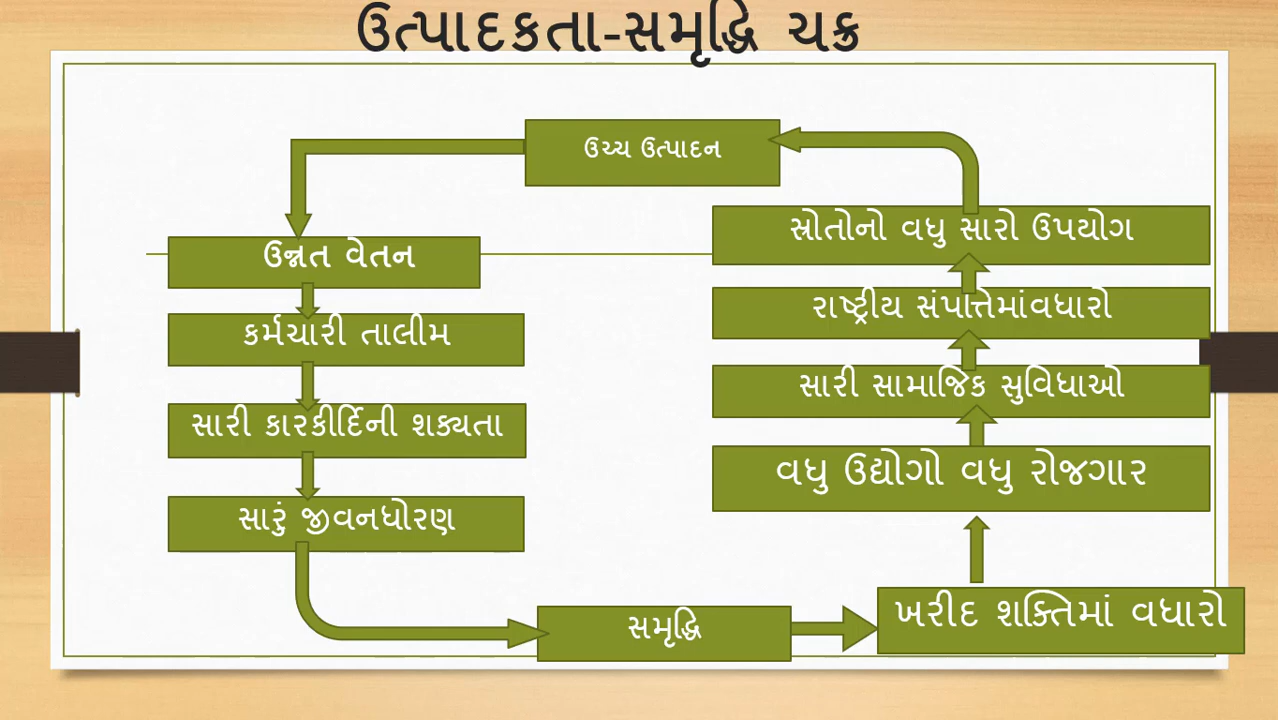 ઉત્પાદકતા-સમૃદ્ધિ ચક્ર
ઉચ્ચ ઉત્પાદન
ઉન્નત વેતન
કર્મચારી તાલીમ
સારી કારકીર્દિની શક્યતા
સારું જીવનધોરણ
સમૃદ્ધિ
ખરીદ શક્તિમાં વધારો
વધુ ઉદ્યોગો વધુ રોજગાર
સારી સામાજિક સુવિધાઓ
રાષ્ટ્રીય સંપત્તિમાંવધારો
સ્રોતોનો વધુ સારો ઉપયોગ